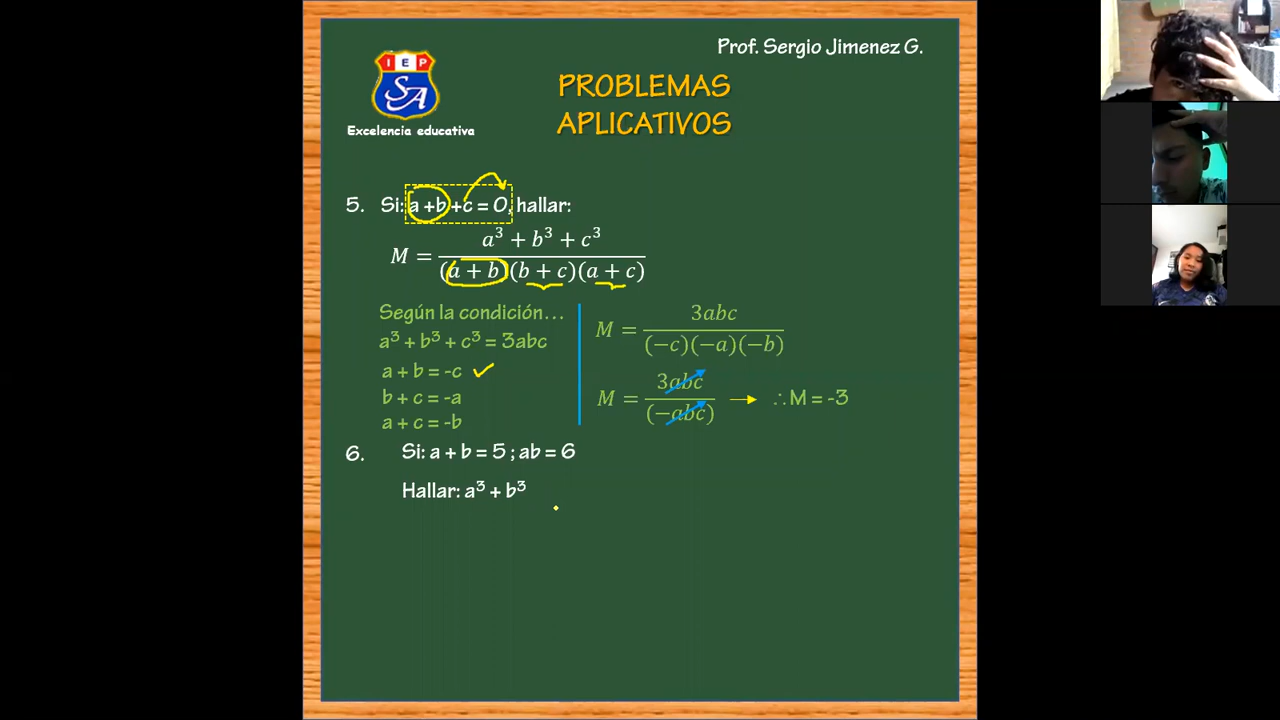 Prof. Sergio Jimenez G.
I E P
SA
Excelencia educativa
PROBLEMAS
APLICATIVOS
5. Si: a +b +c = 0, hallar:
M = (a³ + b³ + c³)/((a + b)(b + c)(a + c))
Según la condición...
a³ + b³ + c³ = 3abc
a + b = -c
b + c = -a
a + c = -b
M = 3abc/((−c)(−a)(−b))
M = 3abc/(−abc) → ∴M = -3
6. Si: a + b = 5 ; ab = 6
Hallar: a³ + b³